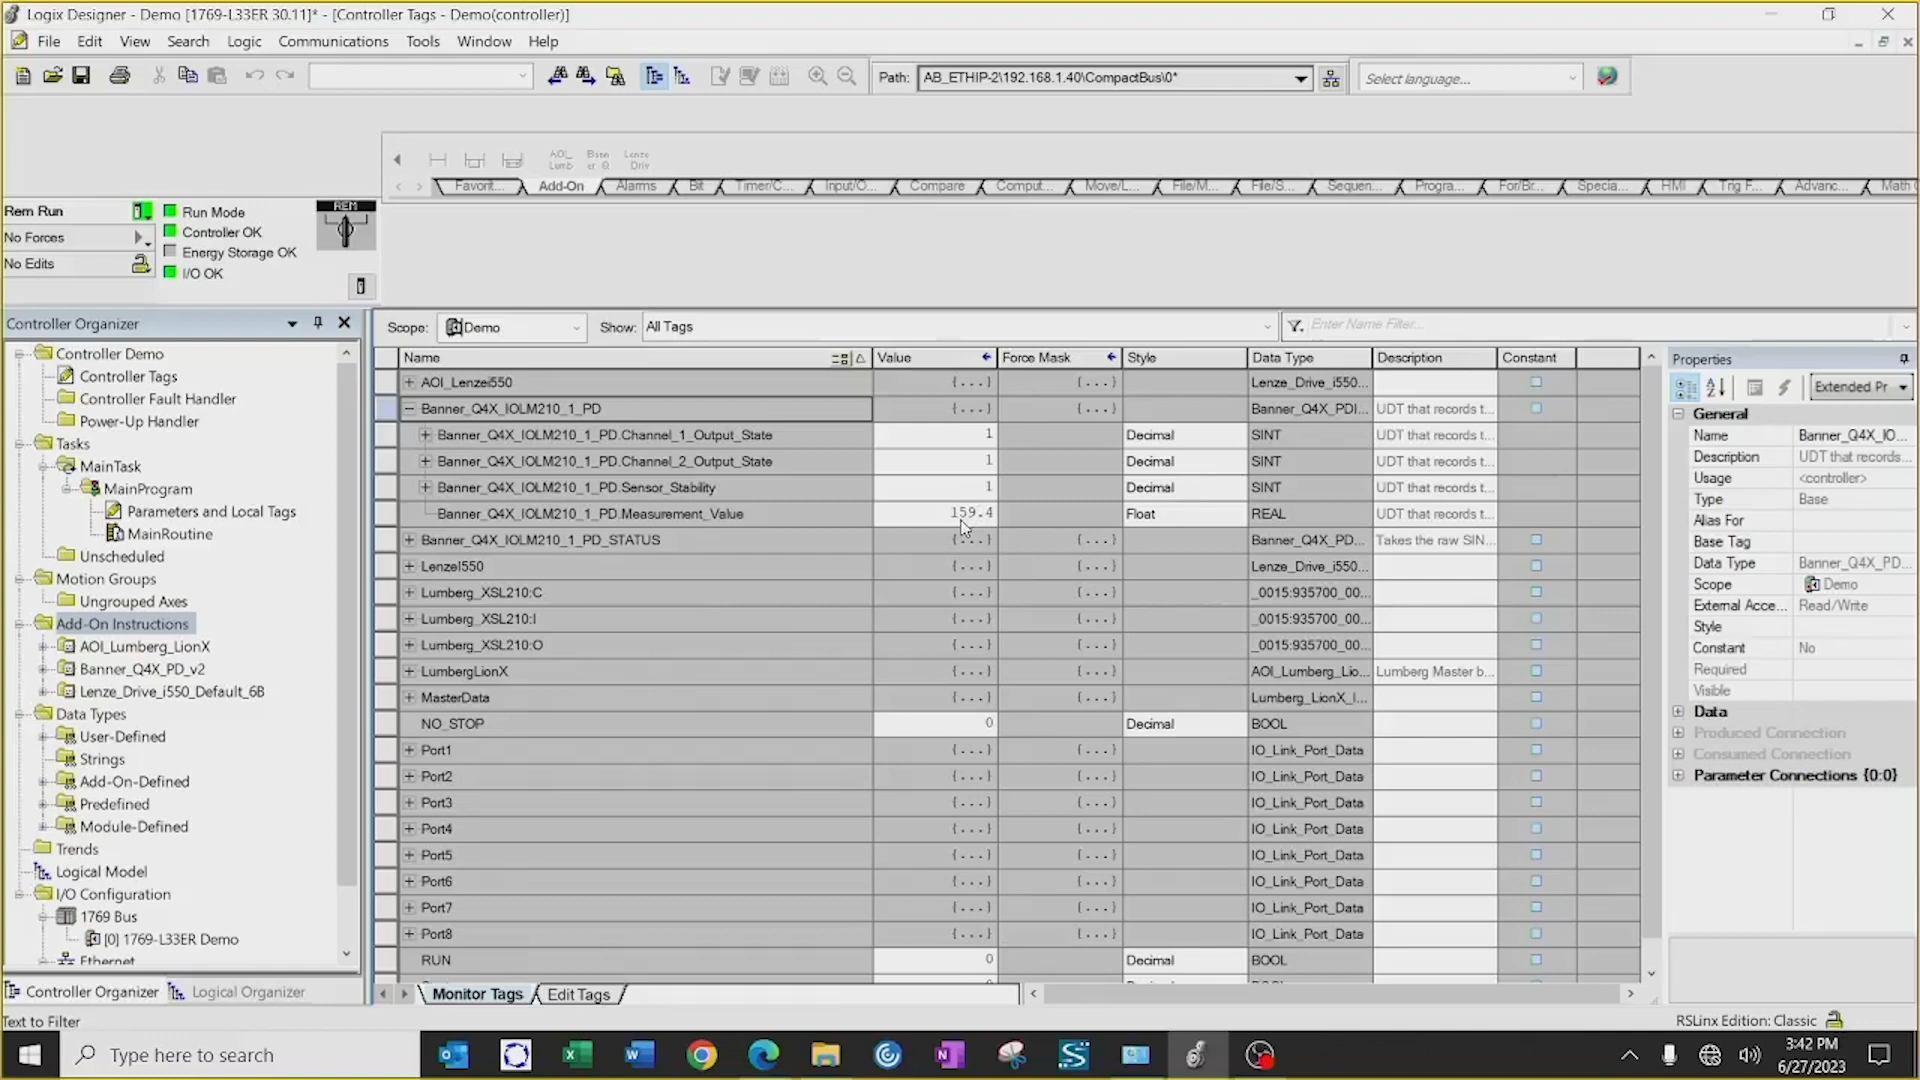 Logix Designer - Demo [1769-L33ER 30.11]* - [Controller Tags - Demo(controller)]
File Edit View Search Logic Communications Tools Window Help
Path: AB_ETHIP-2\192.168.1.40\CompactBus\0* Select language...
AOI_ Lumb Bane er Q Lenze Driv
Favorit... Add-On Alarms Bit Timer/C... Input/O... Compare Comput... Move/L... File/M... File/S... Sequen... Progra... For/Br... Specia... HMI Trig F... Advanc... Math
Rem Run Run Mode REM
No Forces Controller OK
Energy Storage OK
No Edits I/O OK
Controller Organizer
Controller Demo
Controller Tags
Controller Fault Handler
Power-Up Handler
Tasks
MainTask
MainProgram
Parameters and Local Tags
MainRoutine
Unscheduled
Motion Groups
Ungrouped Axes
Add-On Instructions
AOI_Lumberg_LionX
Banner_Q4X_PD_v2
Lenze_Drive_i550_Default_6B
Data Types
User-Defined
Strings
Add-On-Defined
Predefined
Module-Defined
Trends
Logical Model
I/O Configuration
1769 Bus
[0] 1769-L33ER Demo
Ethernet
Controller Organizer Logical Organizer
Scope: Demo Show: All Tags Enter Name Filter...
Name Value Force Mask Style Data Type Description Constant
AOI_Lenzei550 {...} {...} Lenze_Drive_i550...
Banner_Q4X_IOLM210_1_PD {...} {...} Banner_Q4X_PDI... UDT that records t...
Banner_Q4X_IOLM210_1_PD.Channel_1_Output_State 1 Decimal SINT UDT that records t...
Banner_Q4X_IOLM210_1_PD.Channel_2_Output_State 1 Decimal SINT UDT that records t...
Banner_Q4X_IOLM210_1_PD.Sensor_Stability 1 Decimal SINT UDT that records t...
Banner_Q4X_IOLM210_1_PD.Measurement_Value 159.4 Float REAL UDT that records t...
Banner_Q4X_IOLM210_1_PD_STATUS {...} {...} Banner_Q4X_PD... Takes the raw SIN...
LenzeI550 {...} {...} Lenze_Drive_i550...
Lumberg_XSL210:C {...} {...} _0015:935700_00...
Lumberg_XSL210:I {...} {...} _0015:935700_00...
Lumberg_XSL210:O {...} {...} _0015:935700_00...
LumbergLionX {...} {...} AOI_Lumberg_Lio... Lumberg Master b...
MasterData {...} {...} Lumberg_LionX_I...
NO_STOP 0 Decimal BOOL
Port1 {...} {...} IO_Link_Port_Data
Port2 {...} {...} IO_Link_Port_Data
Port3 {...} {...} IO_Link_Port_Data
Port4 {...} {...} IO_Link_Port_Data
Port5 {...} {...} IO_Link_Port_Data
Port6 {...} {...} IO_Link_Port_Data
Port7 {...} {...} IO_Link_Port_Data
Port8 {...} {...} IO_Link_Port_Data
RUN 0 Decimal BOOL
Monitor Tags Edit Tags
Properties
Extended Pr
General
Name Banner_Q4X_IO...
Description UDT that records...
Usage <controller>
Type Base
Alias For
Base Tag
Data Type Banner_Q4X_PD...
Scope Demo
External Acce... Read/Write
Style
Constant No
Required
Visible
Data
Produced Connection
Consumed Connection
Parameter Connections {0:0}
Text to Filter RSLinx Edition: Classic
Type here to search 3:42 PM
6/27/2023